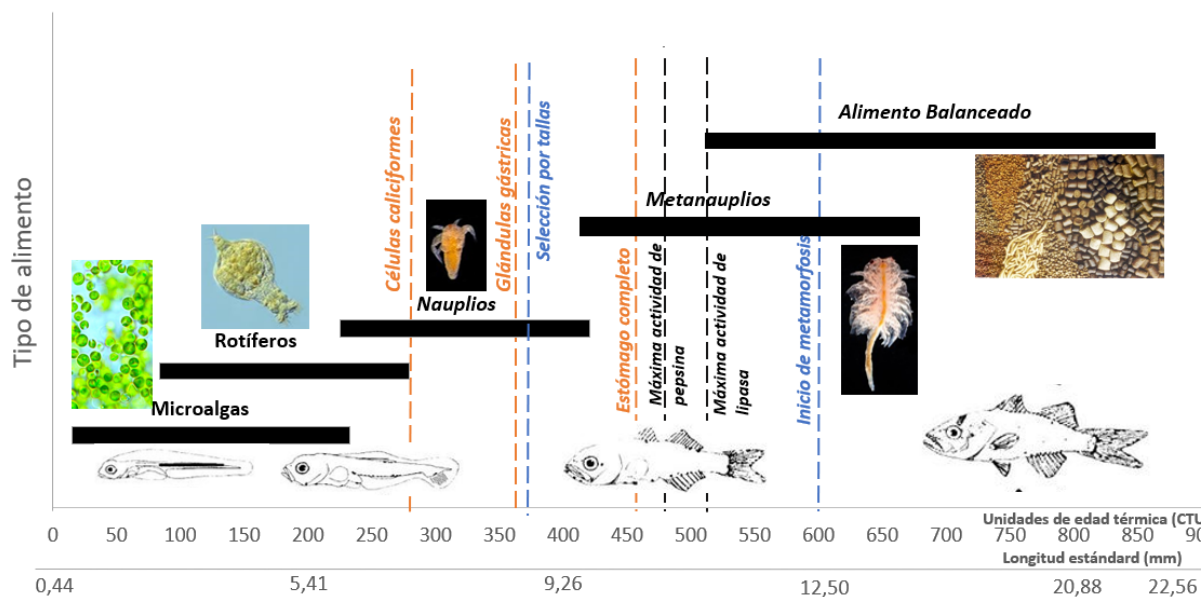 Tipo de alimento
Microalgas
Rotíferos
Nauplios
Metanauplios
Alimento Balanceado
Células caliciformes
Glándulas gástricas
Selección por tallas
Estómago completo
Máxima actividad de
pepsina
Máxima actividad de
lipasa
Inicio de metamorfosis
Unidades de edad térmica (CTU
0 50 100 150 200 250 300 350 400 450 500 550 600 650 700 750 800 850 90
Longitud estándard (mm)
0,44 5,41 9,26 12,50 20,88 22,56